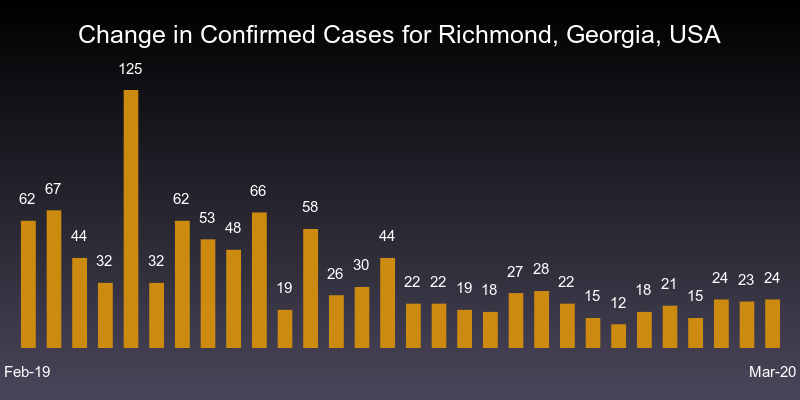 Change in Confirmed Cases for Richmond, Georgia, USA
62 67 44 32 125 32 62 53 48 66 19 58 26 30 44 22 22 19 18 27 28 22 15 12 18 21 15 24 23 24
Feb-19 Mar-20